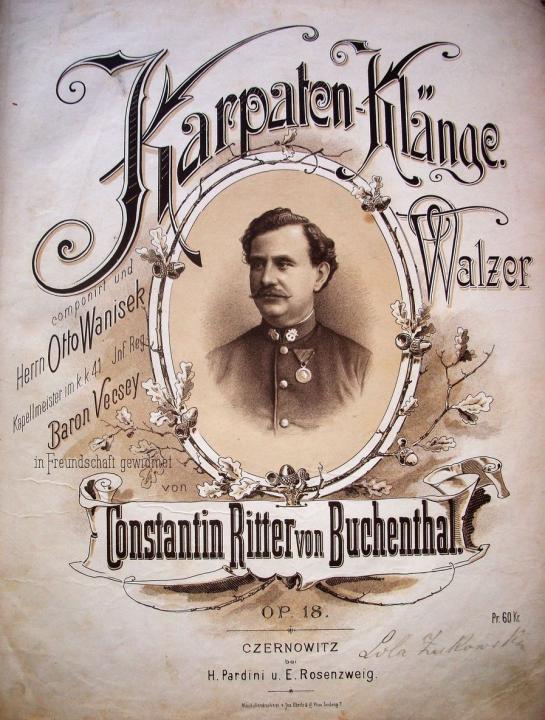 Karpaten-Klänge.
Walzer
componirt und
Herrn Otto Wanisek
Kapellmeister im k.k. 41 Inf Reg
Baron Vecsey
in Freundschaft gewidmet
von
Constantin Ritter von Buchenthal.
OP. 18.
Pr. 60 Kr.
CZERNOWITZ
bei
H. Pardini u. E. Rosenzweig.
Lola